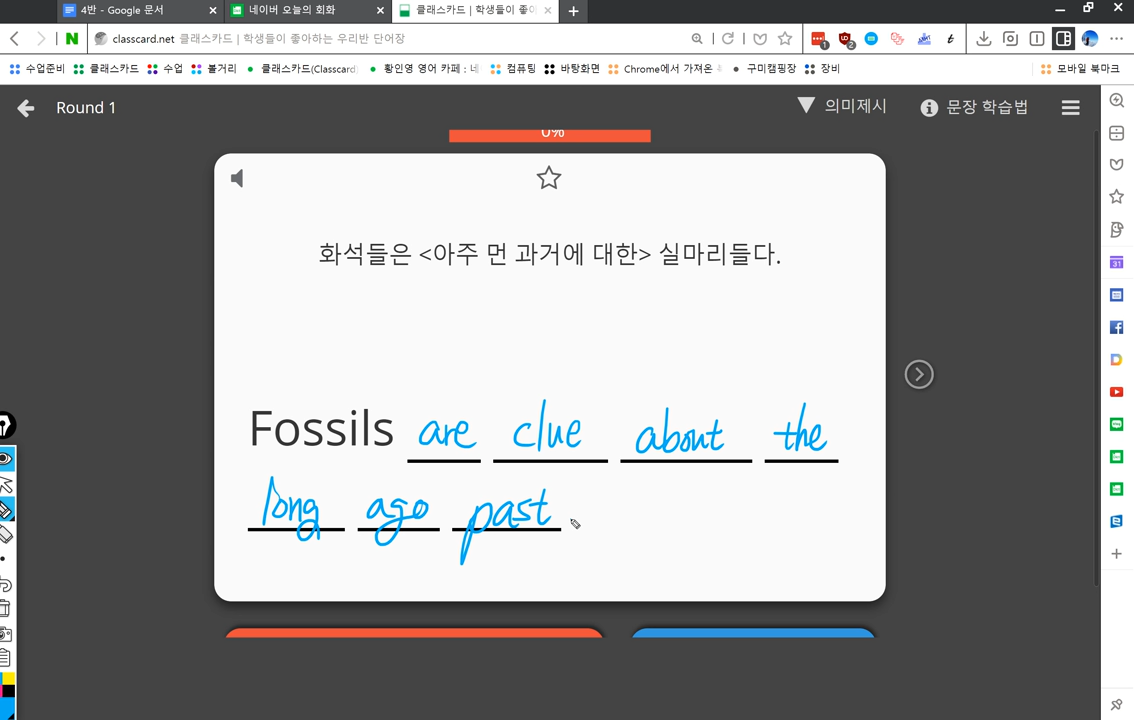 4반 - Google 문서
네이버 오늘의 회화
클래스카드 | 학생들이 좋아
classcard.net 클래스카드 | 학생들이 좋아하는 우리반 단어장
수업준비 클래스카드 수업 볼거리 클래스카드(Classcard 황인영 영어 카페 : 네 컴퓨팅 바탕화면 Chrome에서 가져온 구미캠핑장 장비 모바일 북마크
Round 1 의미제시 문장 학습법
0%
화석들은 <아주 먼 과거에 대한> 실마리들다.
Fossils are clue about the
long ago past